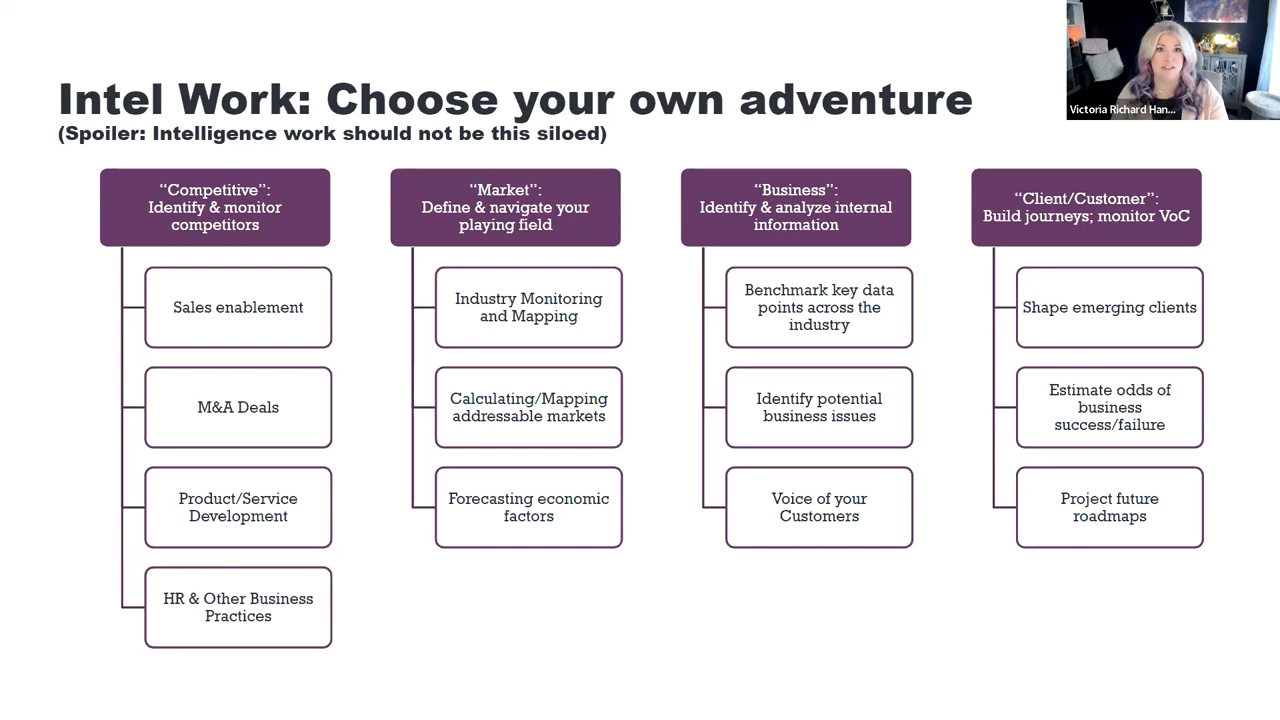 Intel Work: Choose your own adventure
(Spoiler: Intelligence work should not be this siloed)
Victoria Richard Han...
“Competitive”:
Identify & monitor
competitors
Sales enablement
M&A Deals
Product/Service
Development
HR & Other Business
Practices
“Market”:
Define & navigate your
playing field
Industry Monitoring
and Mapping
Calculating/Mapping
addressable markets
Forecasting economic
factors
“Business”:
Identify & analyze internal
information
Benchmark key data
points across the
industry
Identify potential
business issues
Voice of your
Customers
“Client/Customer”:
Build journeys; monitor VoC
Shape emerging clients
Estimate odds of
business
success/failure
Project future
roadmaps